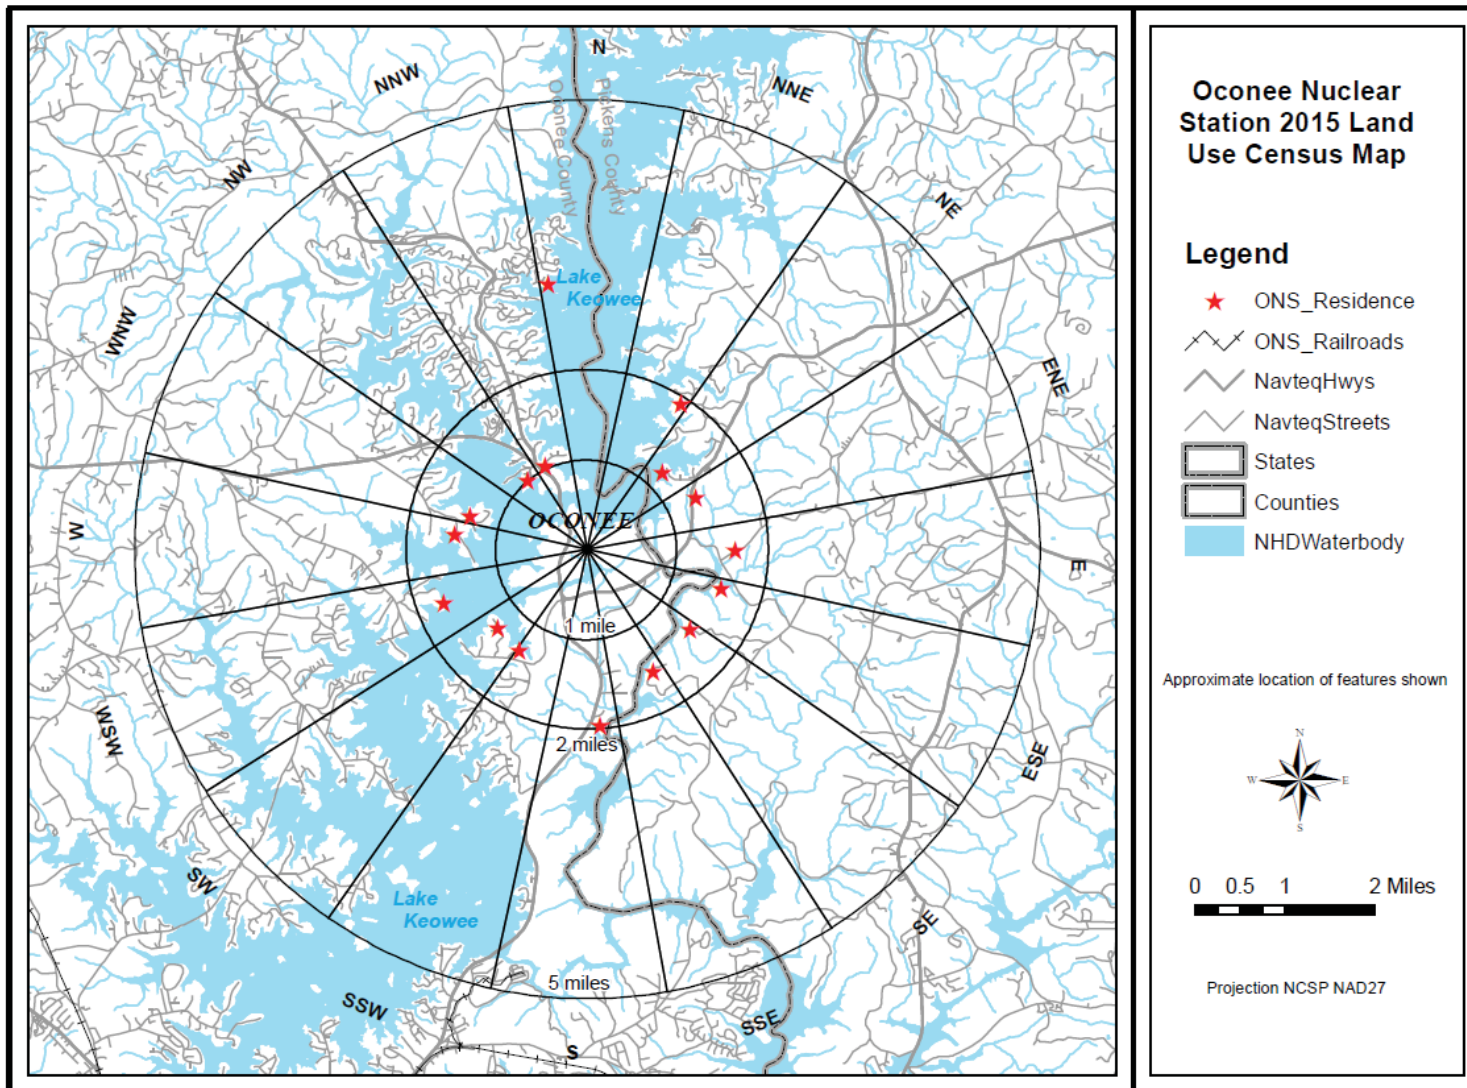 N
NNW
NNE
NW
NE
Oconee County
Pickens County
Lake
Keowee
WNW
ENE
OCONEE
W
E
1 mile
2 miles
WSW
ESE
SW
Lake
Keowee
SE
5 miles
SSW
SSE
S
Oconee Nuclear
Station 2015 Land
Use Census Map
Legend
ONS_Residence
ONS_Railroads
NavteqHwys
NavteqStreets
States
Counties
NHDWaterbody
Approximate location of features shown
N
W E
S
0 0.5 1 2 Miles
Projection NCSP NAD27